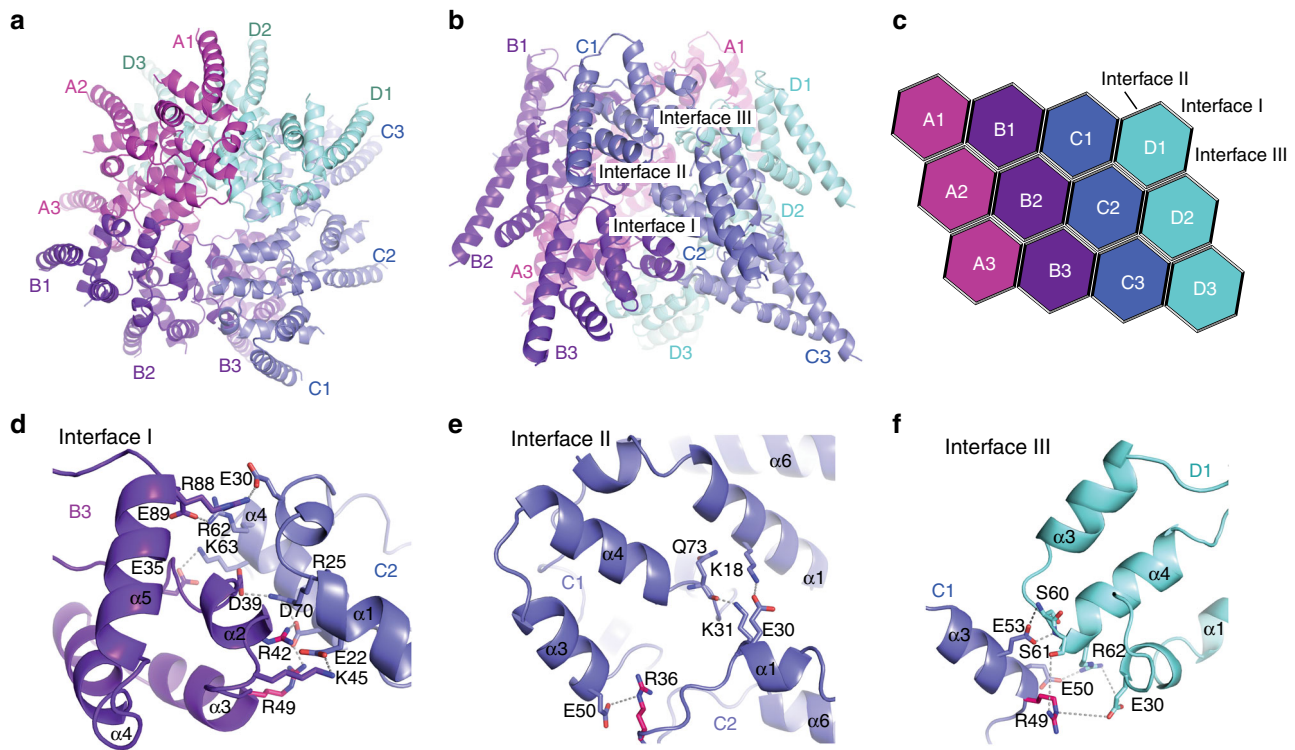 a
D2
A1
D3
A2
D1
C3
A3
C2
B1
B2
B3
C1
b
B1
C1
A1
D1
Interface III
Interface II
D2
Interface I
B2
C2
A3
B3
D3
C3
c
Interface II
Interface I
Interface III
A1
B1
C1
D1
A2
B2
C2
D2
A3
B3
C3
D3
d
Interface I
E30
R88
B3
α4
E89
R62
K63
R25
C2
E35
α5
D39
D70
α1
α2
R42
E22
K45
α3
R49
α4
e
Interface II
α6
Q73
α4
K18
α1
C1
K31
E30
α3
α1
R36
E50
C2
α6
f
Interface III
D1
α3
α4
C1
S60
E53
α1
α3
S61
R62
E50
E30
R49